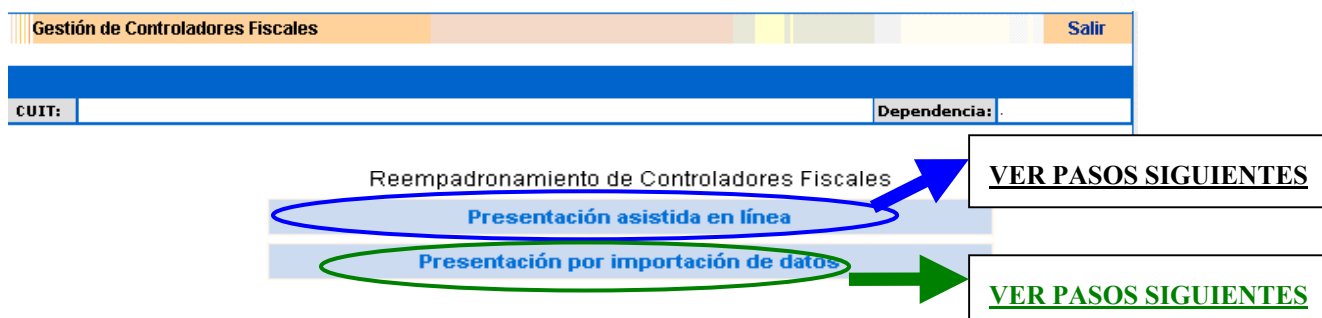 Gestión de Controladores Fiscales Salir
CUIT: Dependencia:
VER PASOS SIGUIENTES
Reempadronamiento de Controladores Fiscales
Presentación asistida en línea
Presentación por importación de datos
VER PASOS SIGUIENTES